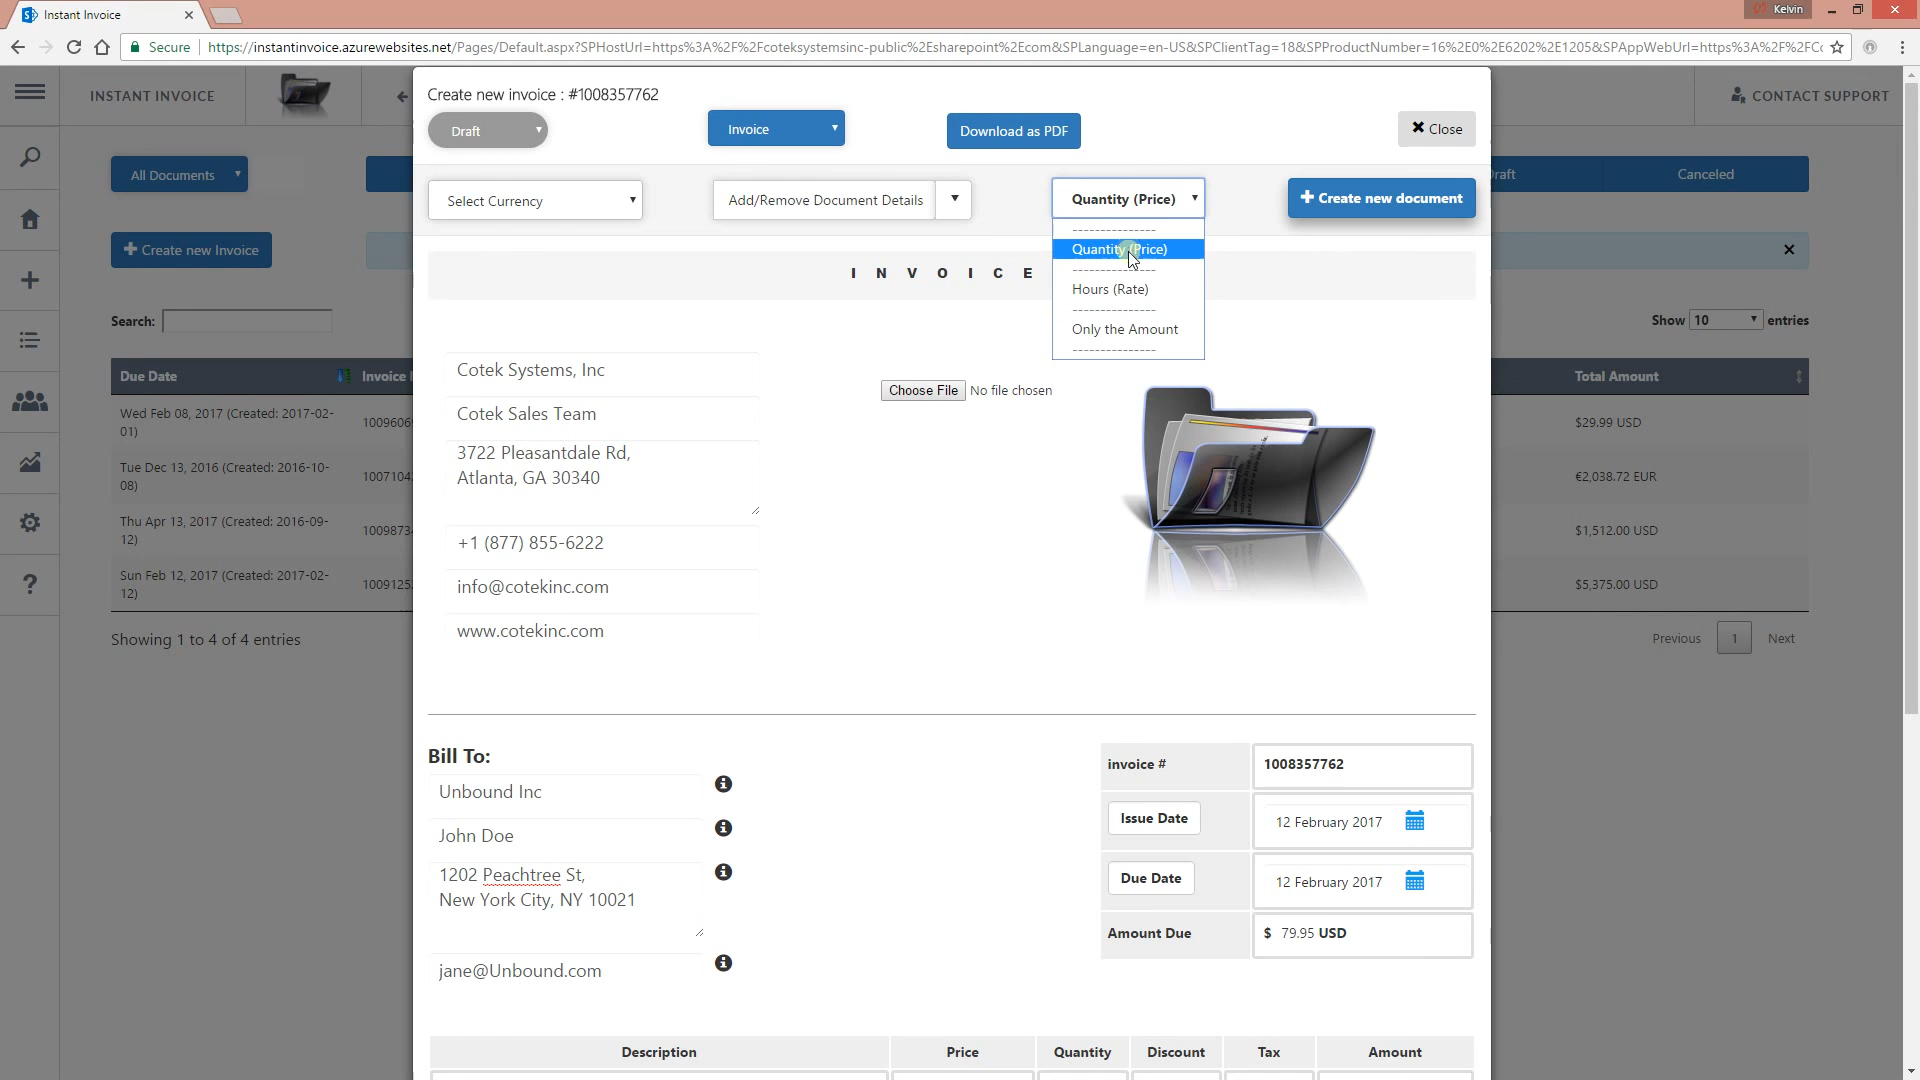 Instant Invoice
Kelvin
Secure
https://instantinvoice.azurewebsites.net/Pages/Default.aspx?SPHostUrl=https%3A%2F%2Fcoteksystemsinc-public%2Esharepoint%2Ecom&SPLanguage=en-US&SPClientTag=18&SPProductNumber=16%2E0%2E6202%2E1205&SPAppWebUrl=https%3A%2F%2FCo
INSTANT INVOICE
CONTACT SUPPORT
Create new invoice : #1008357762
Draft
Invoice
Download as PDF
Close
All Documents
Canceled
Select Currency
Add/Remove Document Details
Quantity (Price)
Create new document
---------------
Quantity (Price)
---------------
Hours (Rate)
---------------
Only the Amount
---------------
Create new Invoice
INVOICE
Search:
Show 10 entries
Due Date
Invoice
Total Amount
Wed Feb 08, 2017 (Created: 2017-02-
01)
$29.99 USD
Tue Dec 13, 2016 (Created: 2016-10-
08)
€2,038.72 EUR
Thu Apr 13, 2017 (Created: 2016-09-
12)
$1,512.00 USD
Sun Feb 12, 2017 (Created: 2017-02-
12)
$5,375.00 USD
Showing 1 to 4 of 4 entries
Previous 1 Next
Cotek Systems, Inc
Cotek Sales Team
3722 Pleasantdale Rd,
Atlanta, GA 30340
+1 (877) 855-6222
info@cotekinc.com
www.cotekinc.com
Choose File No file chosen
Bill To:
Unbound Inc
John Doe
1202 Peachtree St,
New York City, NY 10021
jane@Unbound.com
invoice # 1008357762
Issue Date 12 February 2017
Due Date 12 February 2017
Amount Due $ 79.95 USD
Description Price Quantity Discount Tax Amount